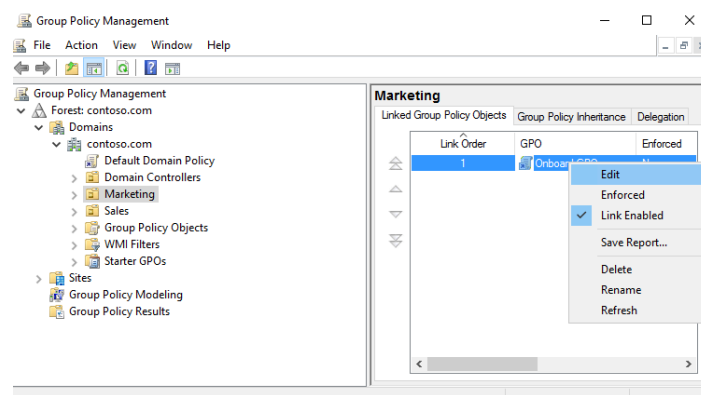 Group Policy Management
File Action View Window Help
Group Policy Management
Forest: contoso.com
Domains
contoso.com
Default Domain Policy
Domain Controllers
Marketing
Sales
Group Policy Objects
WMI Filters
Starter GPOs
Sites
Group Policy Modeling
Group Policy Results
Marketing
Linked Group Policy Objects Group Policy Inheritance Delegation
Link Order GPO Enforced
1 Onboard GPO
Edit
Enforced
Link Enabled
Save Report...
Delete
Rename
Refresh